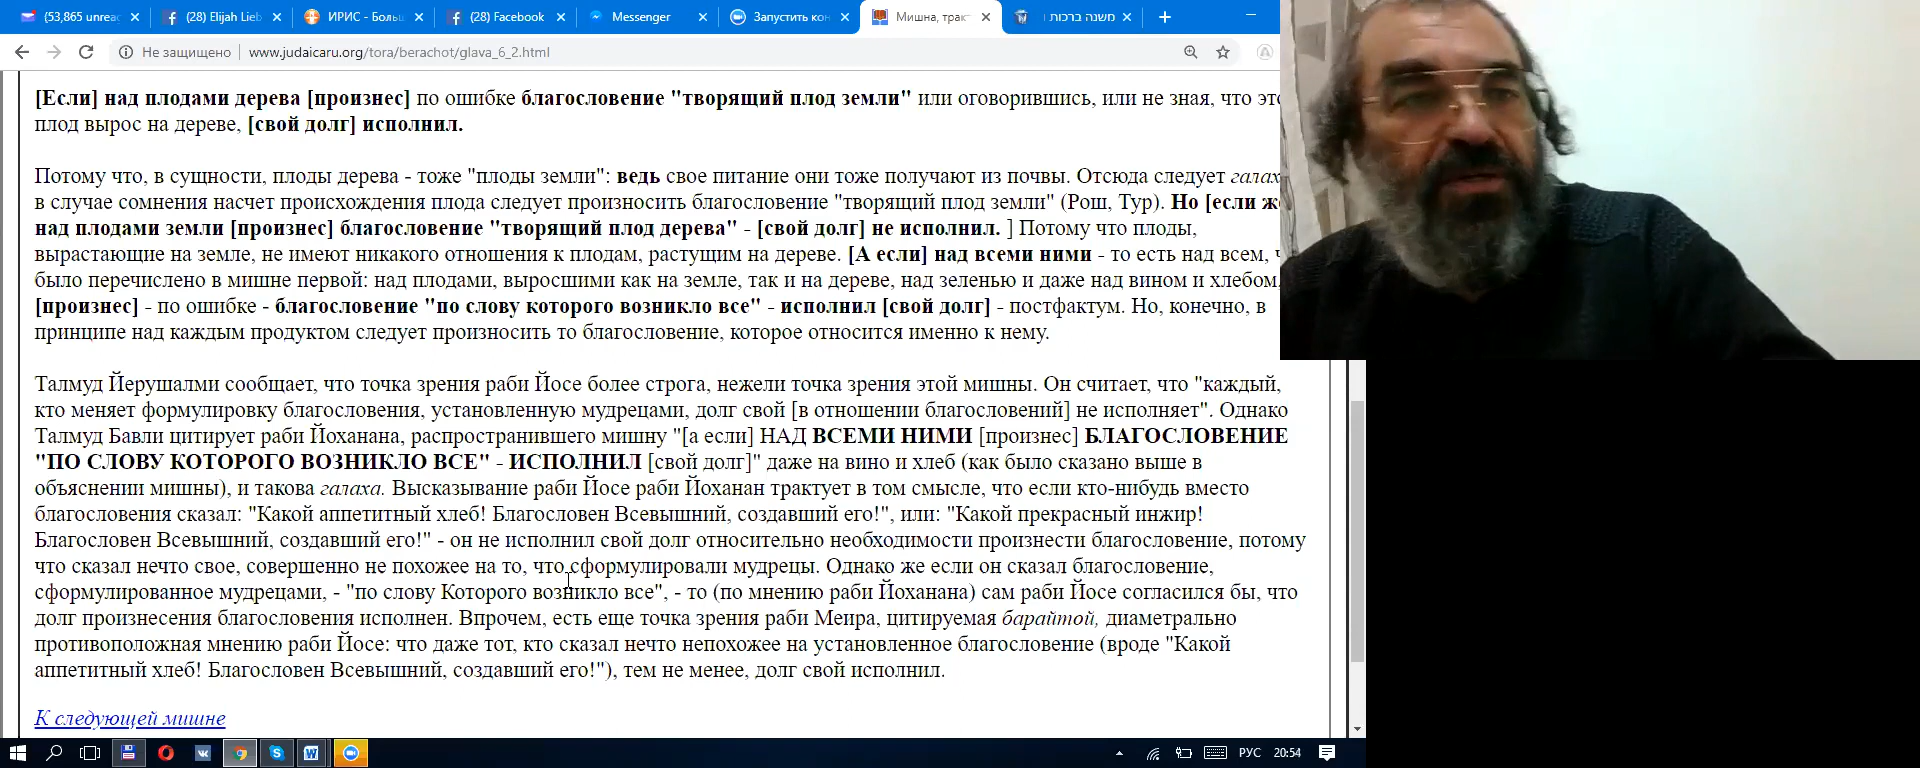 (53,865 unrea
(28) Elijah Lieb
ИРИС - Больш
(28) Facebook
Messenger
Запустить кон
Мишна, тракт
משנה ברכות ו
Не защищено
www.judaicaru.org/tora/berachot/glava_6_2.html
[Если] над плодами дерева [произнес] по ошибке благословение "творящий плод земли" или оговорившись, или не зная, что это
плод вырос на дереве, [свой долг] исполнил.
Потому что, в сущности, плоды дерева - тоже "плоды земли": ведь свое питание они тоже получают из почвы. Отсюда следует галах
в случае сомнения насчет происхождения плода следует произносить благословение "творящий плод земли" (Рош, Тур). Но [если же
над плодами земли [произнес] благословение "творящий плод дерева" - [свой долг] не исполнил. ] Потому что плоды,
вырастающие на земле, не имеют никакого отношения к плодам, растущим на дереве. [А если] над всеми ними - то есть над всем, ч
было перечислено в мишне первой: над плодами, выросшими как на земле, так и на дереве, над зеленью и даже над вином и хлебом,
[произнес] - по ошибке - благословение "по слову которого возникло все" - исполнил [свой долг] - постфактум. Но, конечно, в
принципе над каждым продуктом следует произносить то благословение, которое относится именно к нему.
Талмуд Йерушалми сообщает, что точка зрения раби Йосе более строга, нежели точка зрения этой мишны. Он считает, что "каждый,
кто меняет формулировку благословения, установленную мудрецами, долг свой [в отношении благословений] не исполняет". Однако
Талмуд Бавли цитирует раби Йоханана, распространившего мишну "[а если] НАД ВСЕМИ НИМИ [произнес] БЛАГОСЛОВЕНИЕ
"ПО СЛОВУ КОТОРОГО ВОЗНИКЛО ВСЕ" - ИСПОЛНИЛ [свой долг]" даже на вино и хлеб (как было сказано выше в
объяснении мишны), и такова галаха. Высказывание раби Йосе раби Йоханан трактует в том смысле, что если кто-нибудь вместо
благословения сказал: "Какой аппетитный хлеб! Благословен Всевышний, создавший его!", или: "Какой прекрасный инжир!
Благословен Всевышний, создавший его!" - он не исполнил свой долг относительно необходимости произнести благословение, потому
что сказал нечто свое, совершенно не похожее на то, что сформулировали мудрецы. Однако же если он сказал благословение,
сформулированное мудрецами, - "по слову Которого возникло все", - то (по мнению раби Йоханана) сам раби Йосе согласился бы, что
долг произнесения благословения исполнен. Впрочем, есть еще точка зрения раби Меира, цитируемая барайтой, диаметрально
противоположная мнению раби Йосе: что даже тот, кто сказал нечто непохожее на установленное благословение (вроде "Какой
аппетитный хлеб! Благословен Всевышний, создавший его!"), тем не менее, долг свой исполнил.
К следующей мишне
РУС
20:54